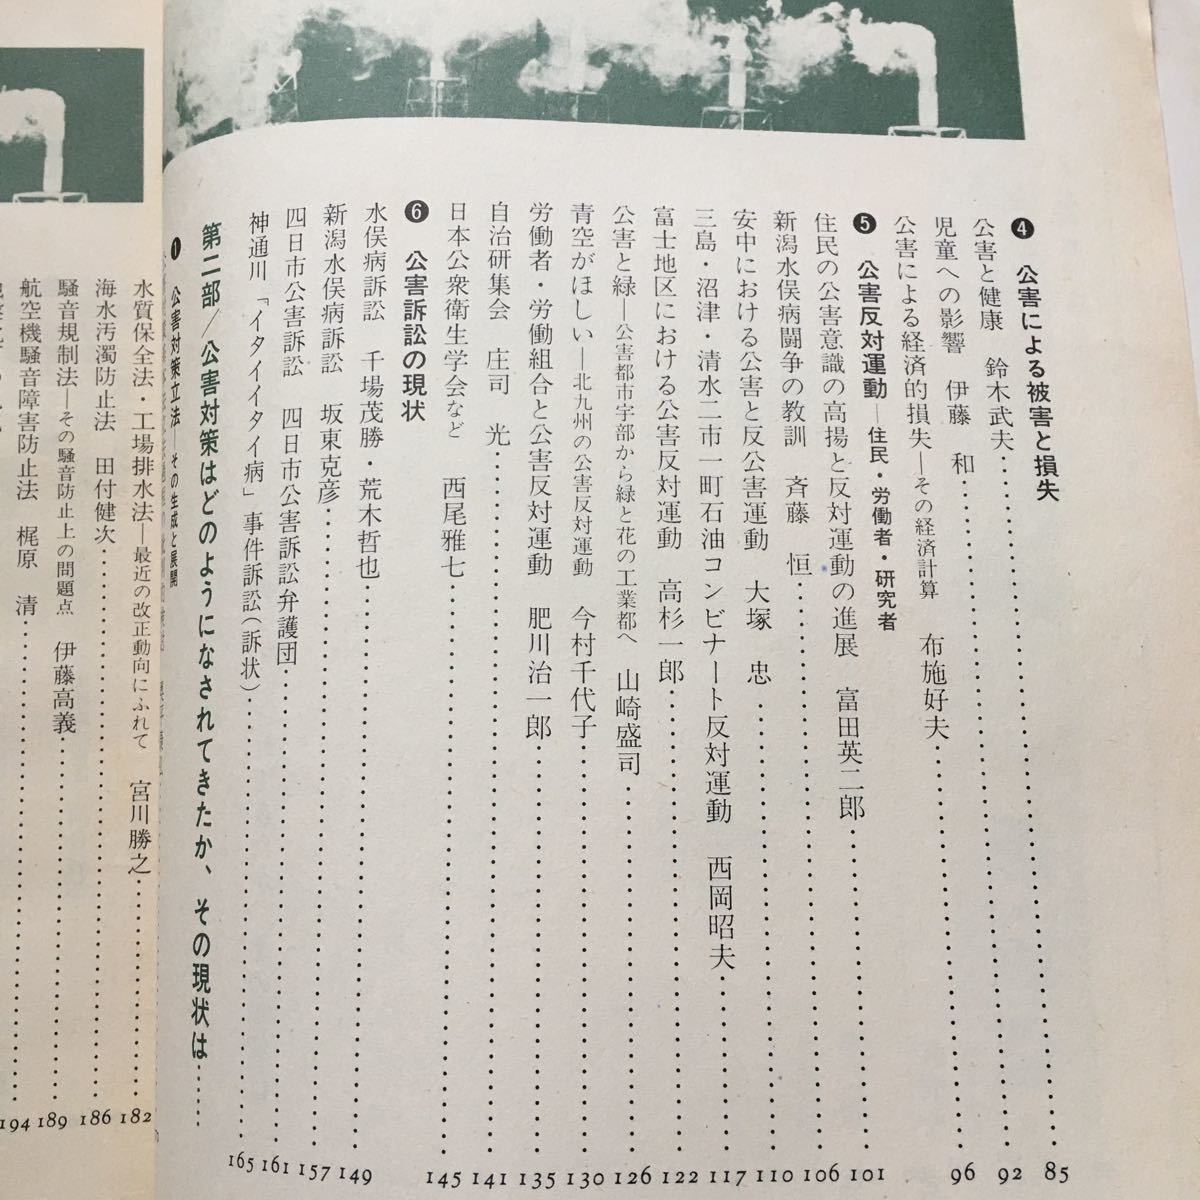 ❹ 公害による被害と損失
公害と健康 鈴木武夫 85
児童への影響 伊藤 和 92
公害による経済的損失—その経済計算 布施好夫 96
❺ 公害反対運動—住民・労働者・研究者
住民の公害意識の高揚と反対運動の進展 富田英二郎 101
新潟水俣病闘争の教訓 斉藤 恒 106
安中における公害と反公害運動 大塚 忠 110
三島・沼津・清水二市一町石油コンビナート反対運動 西岡昭夫 117
富士地区における公害反対運動 高杉一郎 122
公害と緑—公害都市宇部から緑と花の工業都へ 山崎盛司 126
青空がほしい—北九州の公害反対運動 今村千代子 130
労働者・労働組合と公害反対運動 肥川治一郎 135
自治研集会 庄司 光 141
日本公衆衛生学会など 西尾雅七 145
❻ 公害訴訟の現状
水俣病訴訟 千場茂勝・荒木哲也 149
新潟水俣病訴訟 坂東克彦 157
四日市公害訴訟 四日市公害訴訟弁護団 161
神通川「イタイイタイ病」事件訴訟(訴状) 165
第二部/公害対策はどのようになされてきたか、その現状は
❶ 公害対策立法—その生成と展開
水質保全法・工場排水法—最近の改正動向にふれて 宮川勝之 182
海水汚濁防止法 田付健次 186
騒音規制法—その騒音防止上の問題点 伊藤高義 189
航空機騒音障害防止法 梶原 清 194